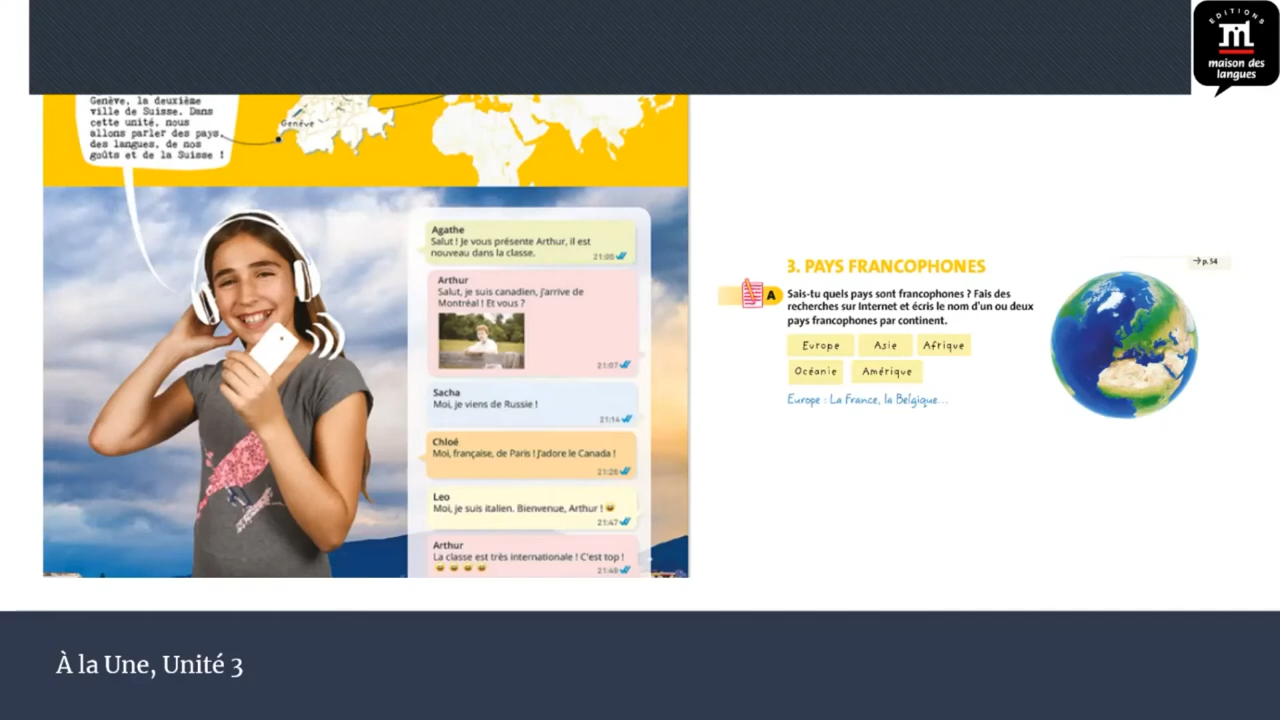 EDITIONS
maison des
langues
Genève, la deuxième
ville de Suisse. Dans
cette unité, nous
allons parler des pays,
des langues, de nos
goûts et de la Suisse !
Genève
Agathe
Salut ! Je vous présente Arthur, il est
nouveau dans la classe.
21:05
Arthur
Salut, je suis canadien, j'arrive de
Montréal ! Et vous ?
21:07
Sacha
Moi, je viens de Russie !
21:14
Chloé
Moi, française, de Paris ! J'adore le Canada !
21:26
Leo
Moi, je suis italien. Bienvenue, Arthur !
21:47
Arthur
La classe est très internationale ! C'est top !
21:49
3. PAYS FRANCOPHONES
→ p. 54
A
Sais-tu quels pays sont francophones ? Fais des
recherches sur Internet et écris le nom d'un ou deux
pays francophones par continent.
Europe Asie Afrique
Océanie Amérique
Europe : La France, la Belgique...
À la Une, Unité 3